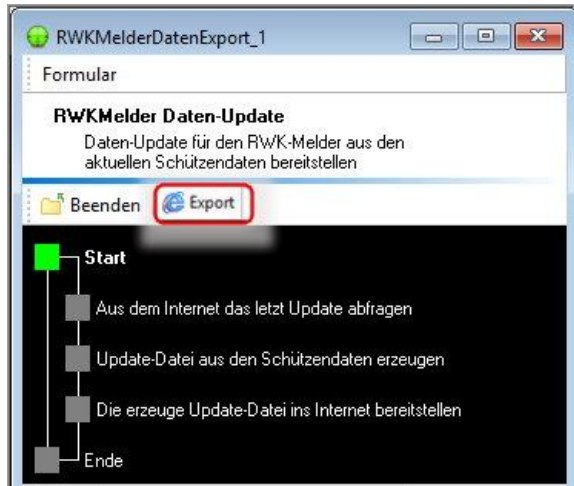 RWKMelderDatenExport_1
Formular
RWKMelder Daten-Update
Daten-Update für den RWK-Melder aus den
aktuellen Schützendaten bereitstellen
Beenden Export
Start
Aus dem Internet das letzt Update abfragen
Update-Datei aus den Schützendaten erzeugen
Die erzeuge Update-Datei ins Internet bereitstellen
Ende